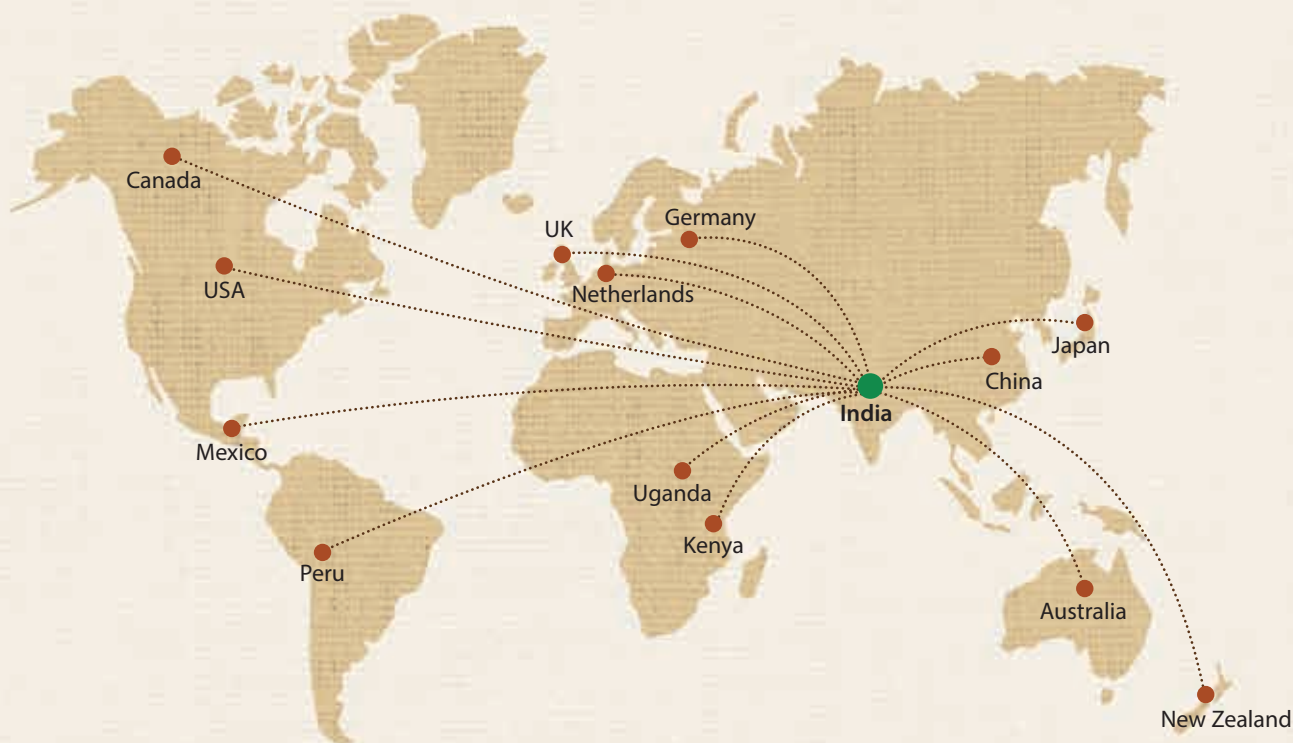 Canada
Germany
UK
USA
Netherlands
Japan
China
India
Mexico
Uganda
Kenya
Peru
Australia
New Zealand